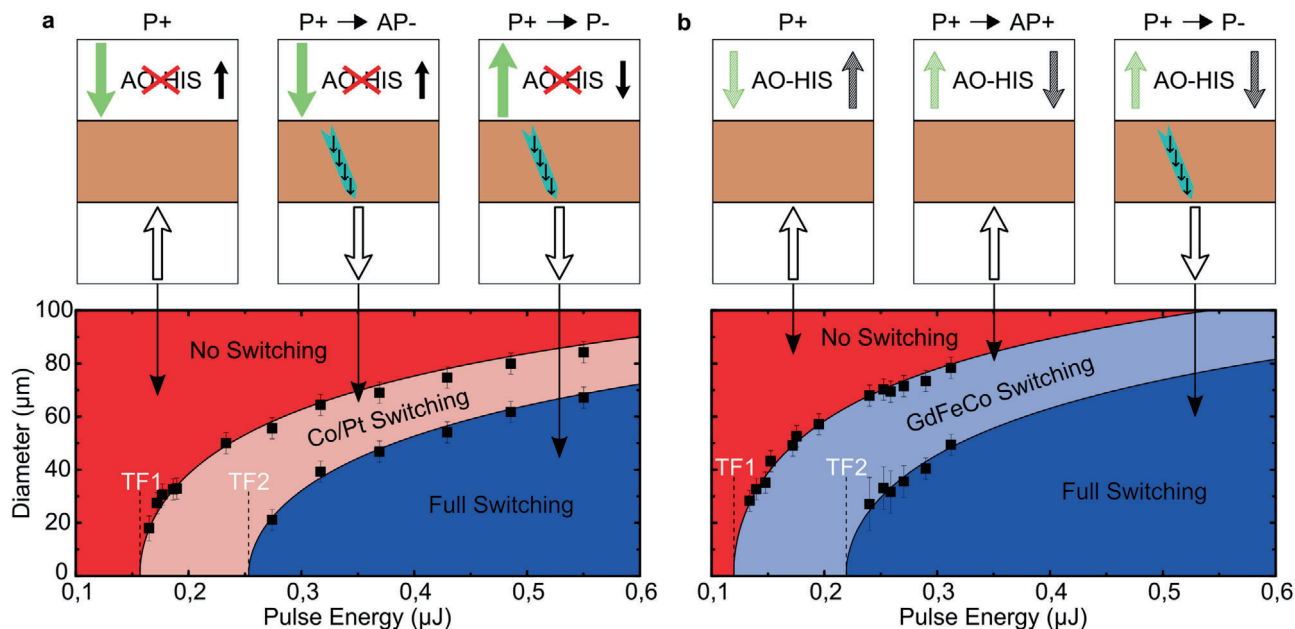 a
P+
P+ → AP-
P+ → P-
AO-HIS
AO-HIS
AO-HIS
No Switching
Co/Pt Switching
Full Switching
TF1
TF2
Diameter (µm)
100
80
60
40
20
0
0,1
0,2
0,3
0,4
0,5
0,6
Pulse Energy (µJ)
b
P+
P+ → AP+
P+ → P-
AO-HIS
AO-HIS
AO-HIS
No Switching
GdFeCo Switching
Full Switching
TF1
TF2
0,1
0,2
0,3
0,4
0,5
0,6
Pulse Energy (µJ)